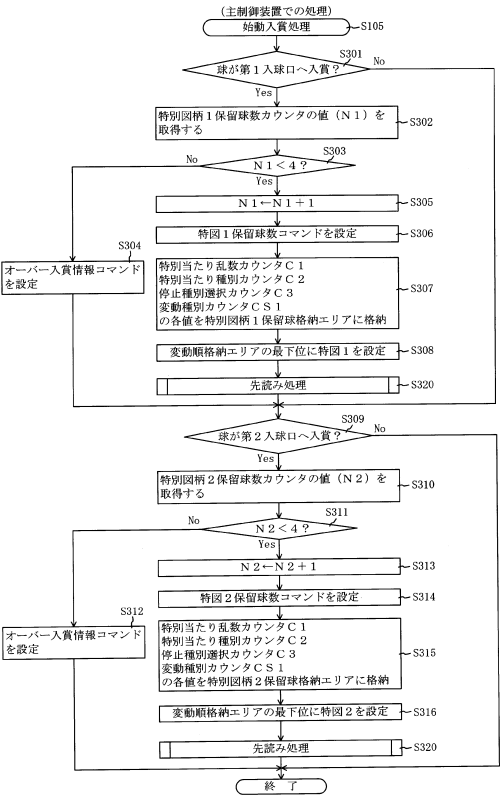 (主制御装置での処理)
始動入賞処理
S105
S301
球が第1入球口へ入賞?
No
Yes
特別図柄1保留球数カウンタの値(N1)を
取得する
S302
S303
No
N1<4?
Yes
N1←N1+1
S305
特図1保留球数コマンドを設定
S306
S304
オーバー入賞情報コマンド
を設定
特別当たり乱数カウンタC1
特別当たり種別カウンタC2
停止種別選択カウンタC3
変動種別カウンタCS1
の各値を特別図柄1保留球格納エリアに格納
S307
変動順格納エリアの最下位に特図1を設定
S308
先読み処理
S320
S309
球が第2入球口へ入賞?
No
Yes
特別図柄2保留球数カウンタの値(N2)を
取得する
S310
S311
No
N2<4?
Yes
N2←N2+1
S313
特図2保留球数コマンドを設定
S314
S312
オーバー入賞情報コマンド
を設定
特別当たり乱数カウンタC1
特別当たり種別カウンタC2
停止種別選択カウンタC3
変動種別カウンタCS1
の各値を特別図柄2保留球格納エリアに格納
S315
変動順格納エリアの最下位に特図2を設定
S316
先読み処理
S320
終 了